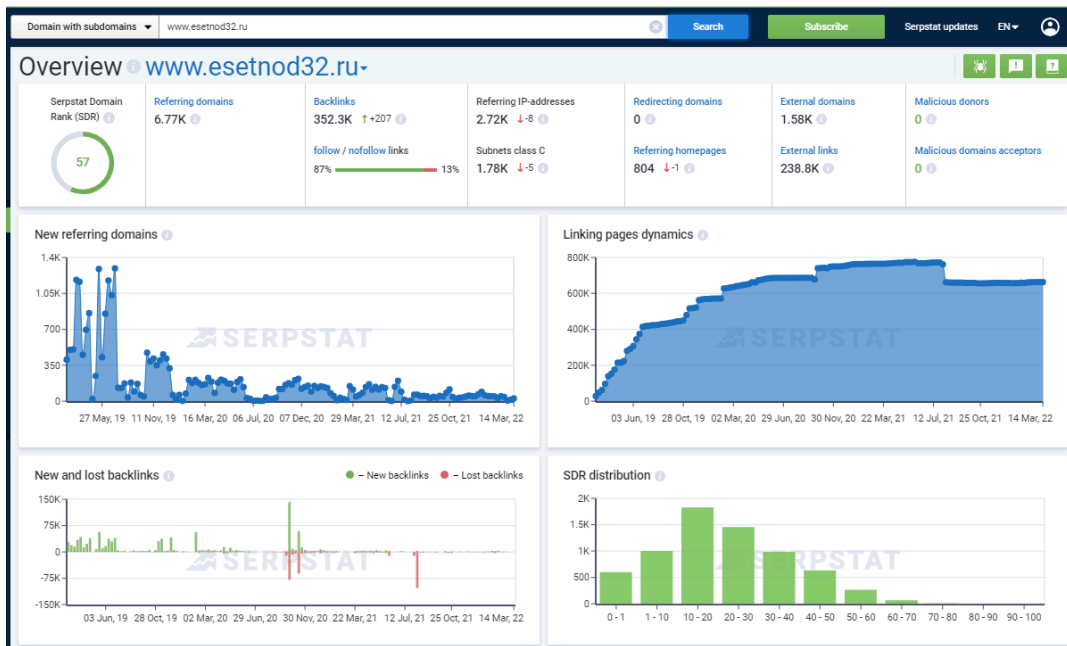 Domain with subdomains www.esetnod32.ru Search Subscribe Serpstat updates EN
Overview www.esetnod32.ru
Serpstat Domain
Rank (SDR)
57
Referring domains
6.77K
Backlinks
352.3K +207
follow / nofollow links
87% 13%
Referring IP-addresses
2.72K -8
Subnets class C
1.78K -5
Redirecting domains
0
Referring homepages
804 -1
External domains
1.58K
External links
238.8K
Malicious donors
0
Malicious domains acceptors
0
New referring domains
1.4K
1.05K
700
350
0
SERPSTAT
27 May, 19 11 Nov, 19 16 Mar, 20 06 Jul, 20 07 Dec, 20 29 Mar, 21 12 Jul, 21 25 Oct, 21 14 Mar, 22
Linking pages dynamics
800K
600K
400K
200K
0
SERPSTAT
03 Jun, 19 28 Oct, 19 02 Mar, 20 29 Jun, 20 30 Nov, 20 22 Mar, 21 12 Jul, 21 25 Oct, 21 14 Mar, 22
New and lost backlinks
– New backlinks – Lost backlinks
150K
75K
0
-75K
-150K
SERPSTAT
03 Jun, 19 28 Oct, 19 02 Mar, 20 29 Jun, 20 30 Nov, 20 22 Mar, 21 12 Jul, 21 25 Oct, 21 14 Mar, 22
SDR distribution
2K
1.5K
1K
500
0
SERPSTAT
0 - 1 1 - 10 10 - 20 20 - 30 30 - 40 40 - 50 50 - 60 60 - 70 70 - 80 80 - 90 90 - 100